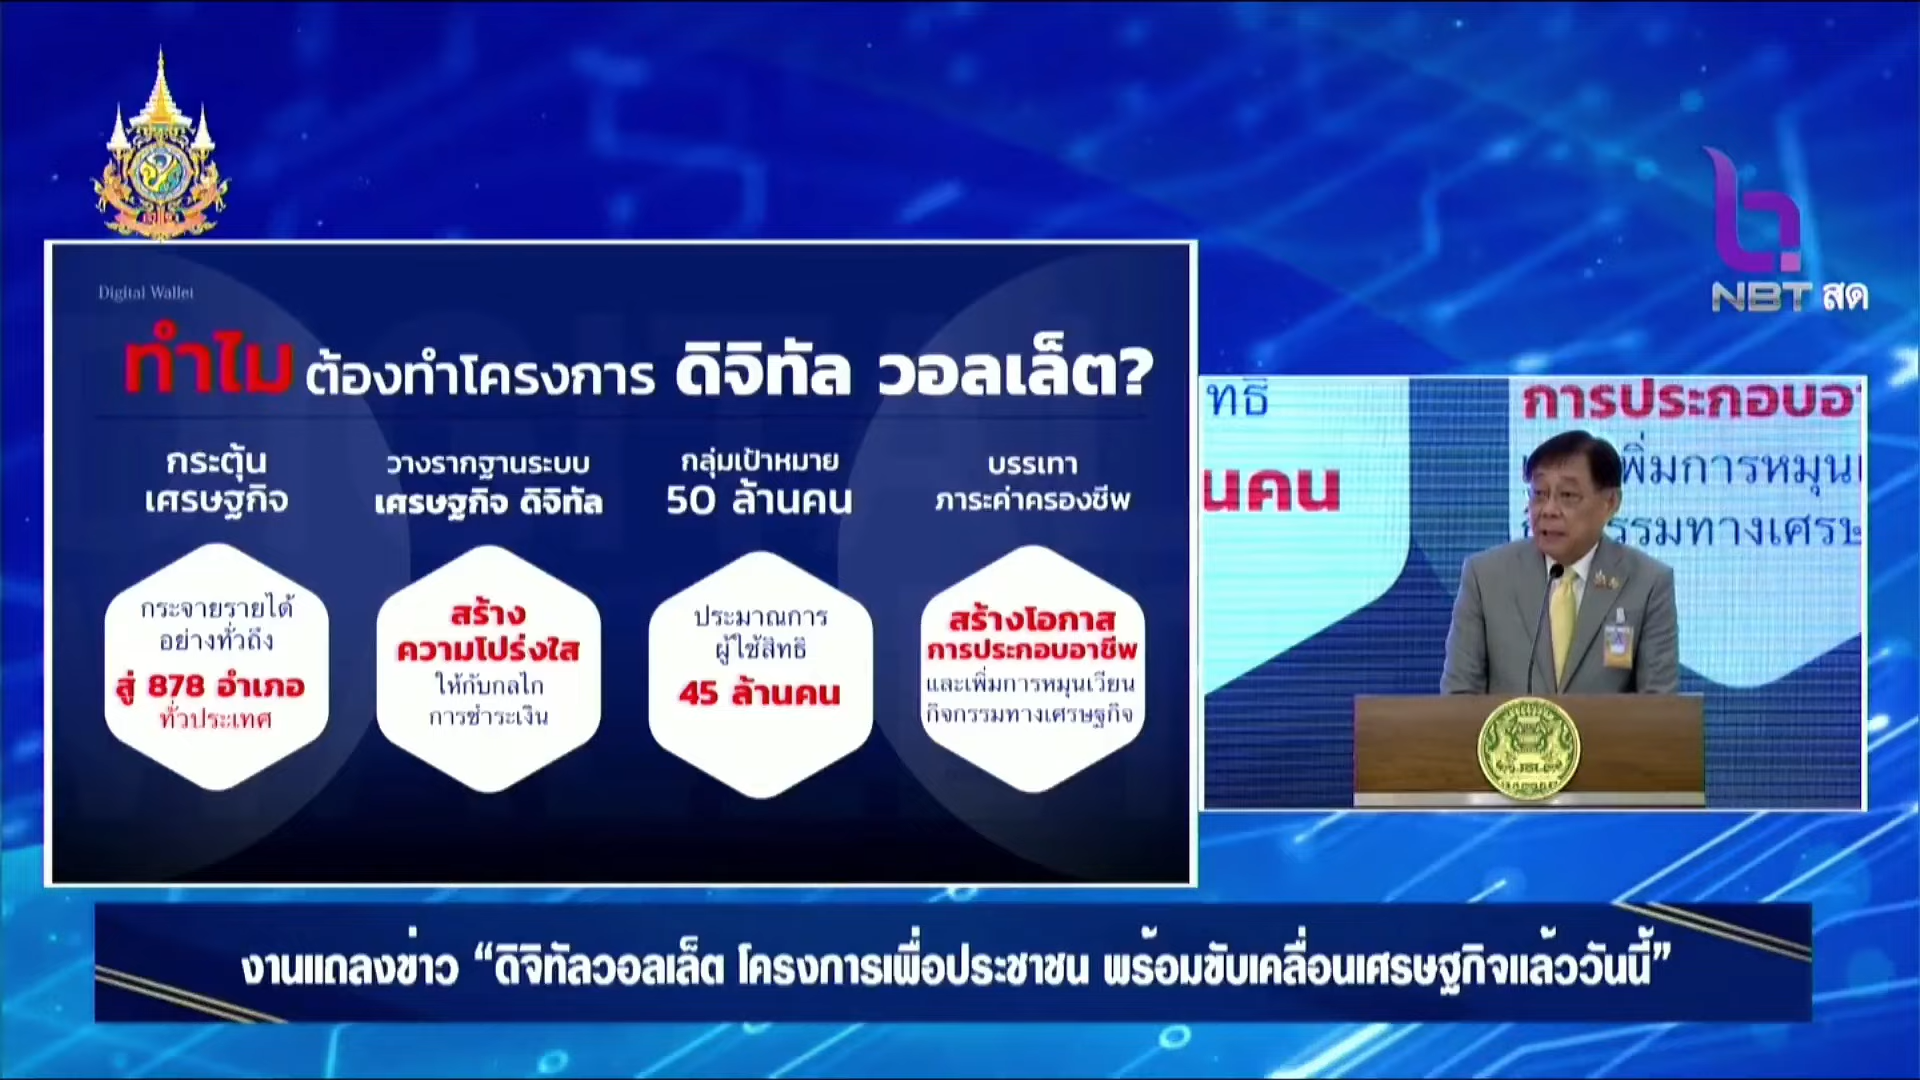 NBT สด
Digital Wallet
ทำไม ต้องทำโครงการ ดิจิทัล วอลเล็ต?
กระตุ้น
เศรษฐกิจ
กระจายรายได้
อย่างทั่วถึง
สู่ 878 อำเภอ
ทั่วประเทศ
วางรากฐานระบบ
เศรษฐกิจ ดิจิทัล
สร้าง
ความโปร่งใส
ให้กับกลไก
การชำระเงิน
กลุ่มเป้าหมาย
50 ล้านคน
ประมาณการ
ผู้ใช้สิทธิ
45 ล้านคน
บรรเทา
ภาระค่าครองชีพ
สร้างโอกาส
การประกอบอาชีพ
และเพิ่มการหมุนเวียน
กิจกรรมทางเศรษฐกิจ
การประกอบอา
พิ่มการหมุนเ
รรมทางเศรษ
นคน
งานแถลงข่าว “ดิจิทัลวอลเล็ต โครงการเพื่อประชาชน พร้อมขับเคลื่อนเศรษฐกิจแล้ววันนี้”